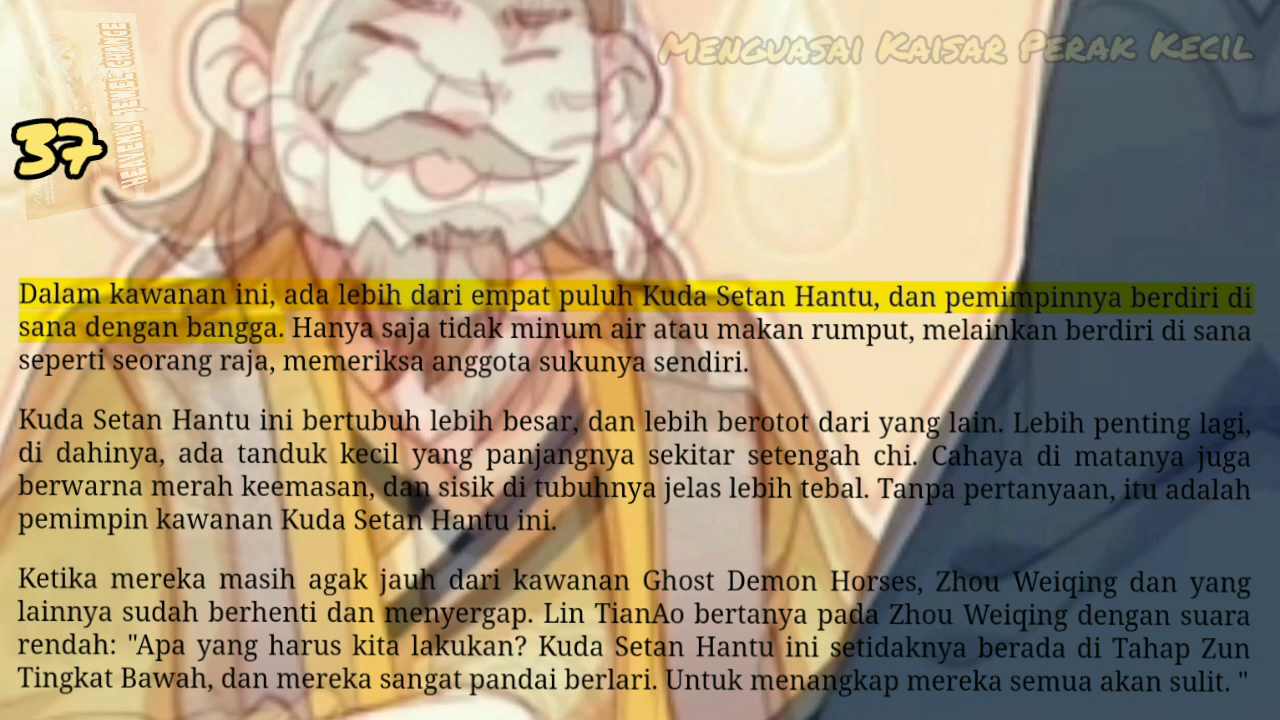 Menguasai Kaisar Perak Kecil
HEAVENLY JEWEL CHANGE
37
Dalam kawanan ini, ada lebih dari empat puluh Kuda Setan Hantu, dan pemimpinnya berdiri di
sana dengan bangga. Hanya saja tidak minum air atau makan rumput, melainkan berdiri di sana
seperti seorang raja, memeriksa anggota sukunya sendiri.
Kuda Setan Hantu ini bertubuh lebih besar, dan lebih berotot dari yang lain. Lebih penting lagi,
di dahinya, ada tanduk kecil yang panjangnya sekitar setengah chi. Cahaya di matanya juga
berwarna merah keemasan, dan sisik di tubuhnya jelas lebih tebal. Tanpa pertanyaan, itu adalah
pemimpin kawanan Kuda Setan Hantu ini.
Ketika mereka masih agak jauh dari kawanan Ghost Demon Horses, Zhou Weiqing dan yang
lainnya sudah berhenti dan menyergap. Lin TianAo bertanya pada Zhou Weiqing dengan suara
rendah: "Apa yang harus kita lakukan? Kuda Setan Hantu ini setidaknya berada di Tahap Zun
Tingkat Bawah, dan mereka sangat pandai berlari. Untuk menangkap mereka semua akan sulit. "